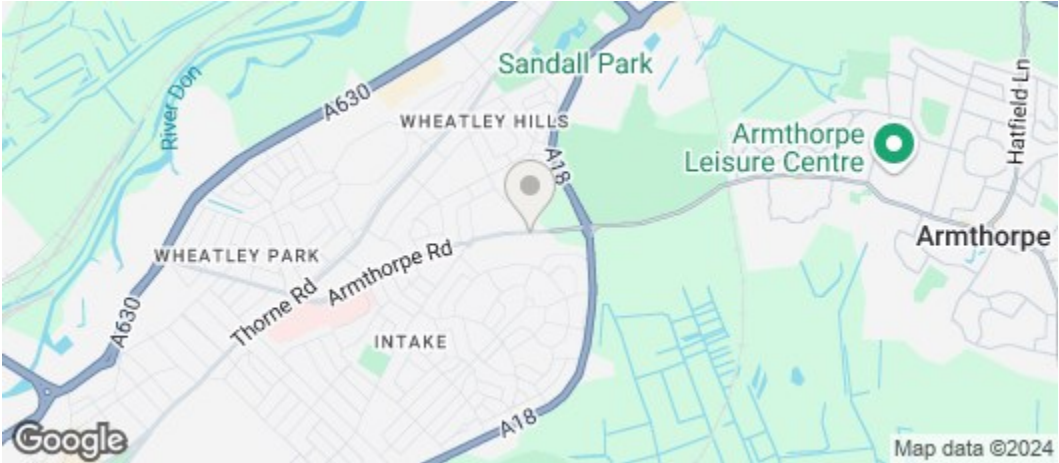 Sandall Park
River Don
A630
WHEATLEY HILLS
A18
Armthorpe
Leisure Centre
Hatfield Ln
Armthorpe
WHEATLEY PARK
Armthorpe Rd
Thorne Rd
A630
INTAKE
A18
Google
Map data ©2024